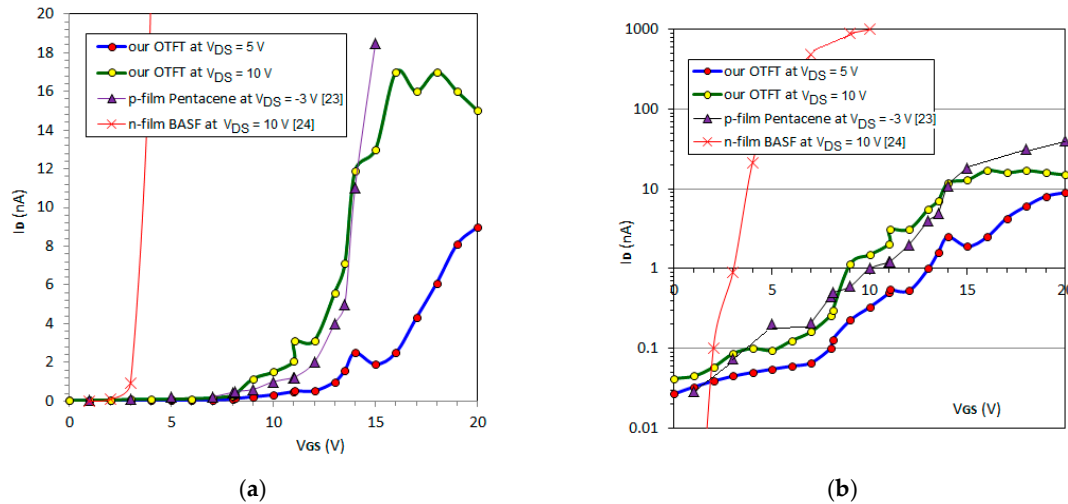 20
18
16
14
12
10
8
6
4
2
0
ID (nA)
our OTFT at VDS = 5 V
our OTFT at VDS = 10 V
p-film Pentacene at VDS = -3 V [23]
n-film BASF at VDS = 10 V [24]
0 5 10 15 20
VGS (V)
(a)
1000
100
10
1
0.1
0.01
ID (nA)
our OTFT at VDS = 5 V
our OTFT at VDS = 10 V
p-film Pentacene at VDS = -3 V [23]
n-film BASF at VDS = 10 V [24]
0 5 10 15 20
VGS (V)
(b)